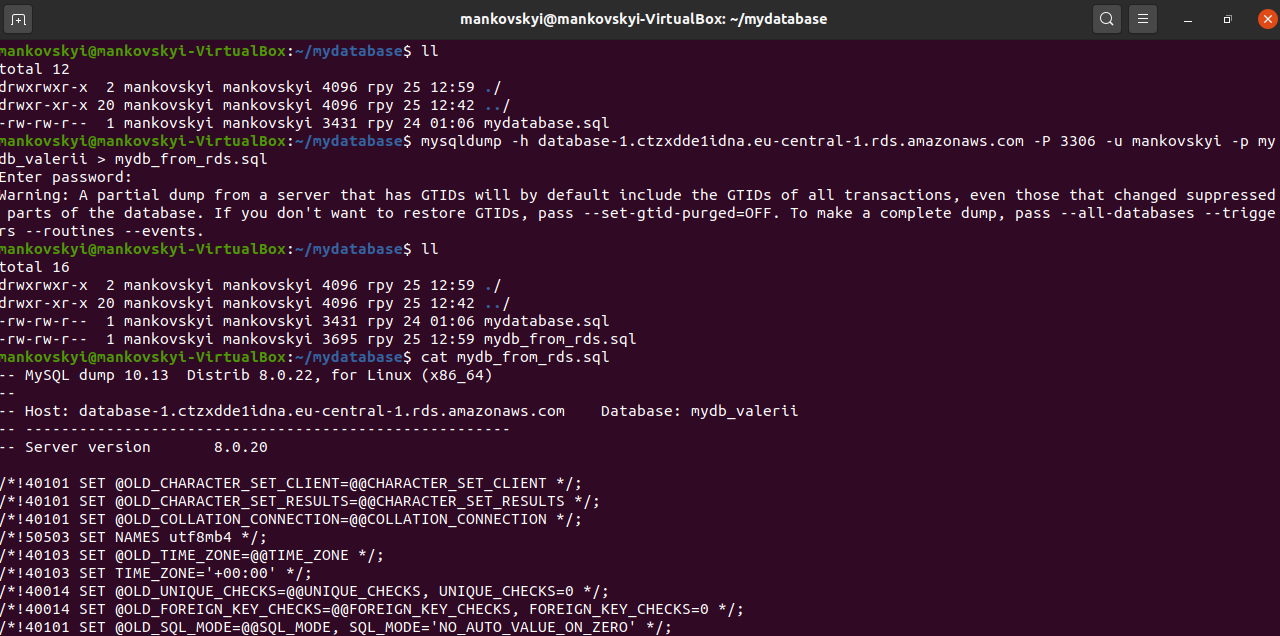 mankovskyi@mankovskyi-VirtualBox: ~/mydatabase
mankovskyi@mankovskyi-VirtualBox:~/mydatabase$ ll
total 12
drwxrwxr-x  2 mankovskyi mankovskyi 4096 гру 25 12:59 ./
drwxr-xr-x 20 mankovskyi mankovskyi 4096 гру 25 12:42 ../
-rw-rw-r--  1 mankovskyi mankovskyi 3431 гру 24 01:06 mydatabase.sql
mankovskyi@mankovskyi-VirtualBox:~/mydatabase$ mysqldump -h database-1.ctzxdde1idna.eu-central-1.rds.amazonaws.com -P 3306 -u mankovskyi -p my
db_valerii > mydb_from_rds.sql
Enter password:
Warning: A partial dump from a server that has GTIDs will by default include the GTIDs of all transactions, even those that changed suppressed
 parts of the database. If you don't want to restore GTIDs, pass --set-gtid-purged=OFF. To make a complete dump, pass --all-databases --trigge
rs --routines --events.
mankovskyi@mankovskyi-VirtualBox:~/mydatabase$ ll
total 16
drwxrwxr-x  2 mankovskyi mankovskyi 4096 гру 25 12:59 ./
drwxr-xr-x 20 mankovskyi mankovskyi 4096 гру 25 12:42 ../
-rw-rw-r--  1 mankovskyi mankovskyi 3431 гру 24 01:06 mydatabase.sql
-rw-rw-r--  1 mankovskyi mankovskyi 3695 гру 25 12:59 mydb_from_rds.sql
mankovskyi@mankovskyi-VirtualBox:~/mydatabase$ cat mydb_from_rds.sql
-- MySQL dump 10.13  Distrib 8.0.22, for Linux (x86_64)
--
-- Host: database-1.ctzxdde1idna.eu-central-1.rds.amazonaws.com    Database: mydb_valerii
-- ------------------------------------------------------
-- Server version       8.0.20

/*!40101 SET @OLD_CHARACTER_SET_CLIENT=@@CHARACTER_SET_CLIENT */;
/*!40101 SET @OLD_CHARACTER_SET_RESULTS=@@CHARACTER_SET_RESULTS */;
/*!40101 SET @OLD_COLLATION_CONNECTION=@@COLLATION_CONNECTION */;
/*!50503 SET NAMES utf8mb4 */;
/*!40103 SET @OLD_TIME_ZONE=@@TIME_ZONE */;
/*!40103 SET TIME_ZONE='+00:00' */;
/*!40014 SET @OLD_UNIQUE_CHECKS=@@UNIQUE_CHECKS, UNIQUE_CHECKS=0 */;
/*!40014 SET @OLD_FOREIGN_KEY_CHECKS=@@FOREIGN_KEY_CHECKS, FOREIGN_KEY_CHECKS=0 */;
/*!40101 SET @OLD_SQL_MODE=@@SQL_MODE, SQL_MODE='NO_AUTO_VALUE_ON_ZERO' */;